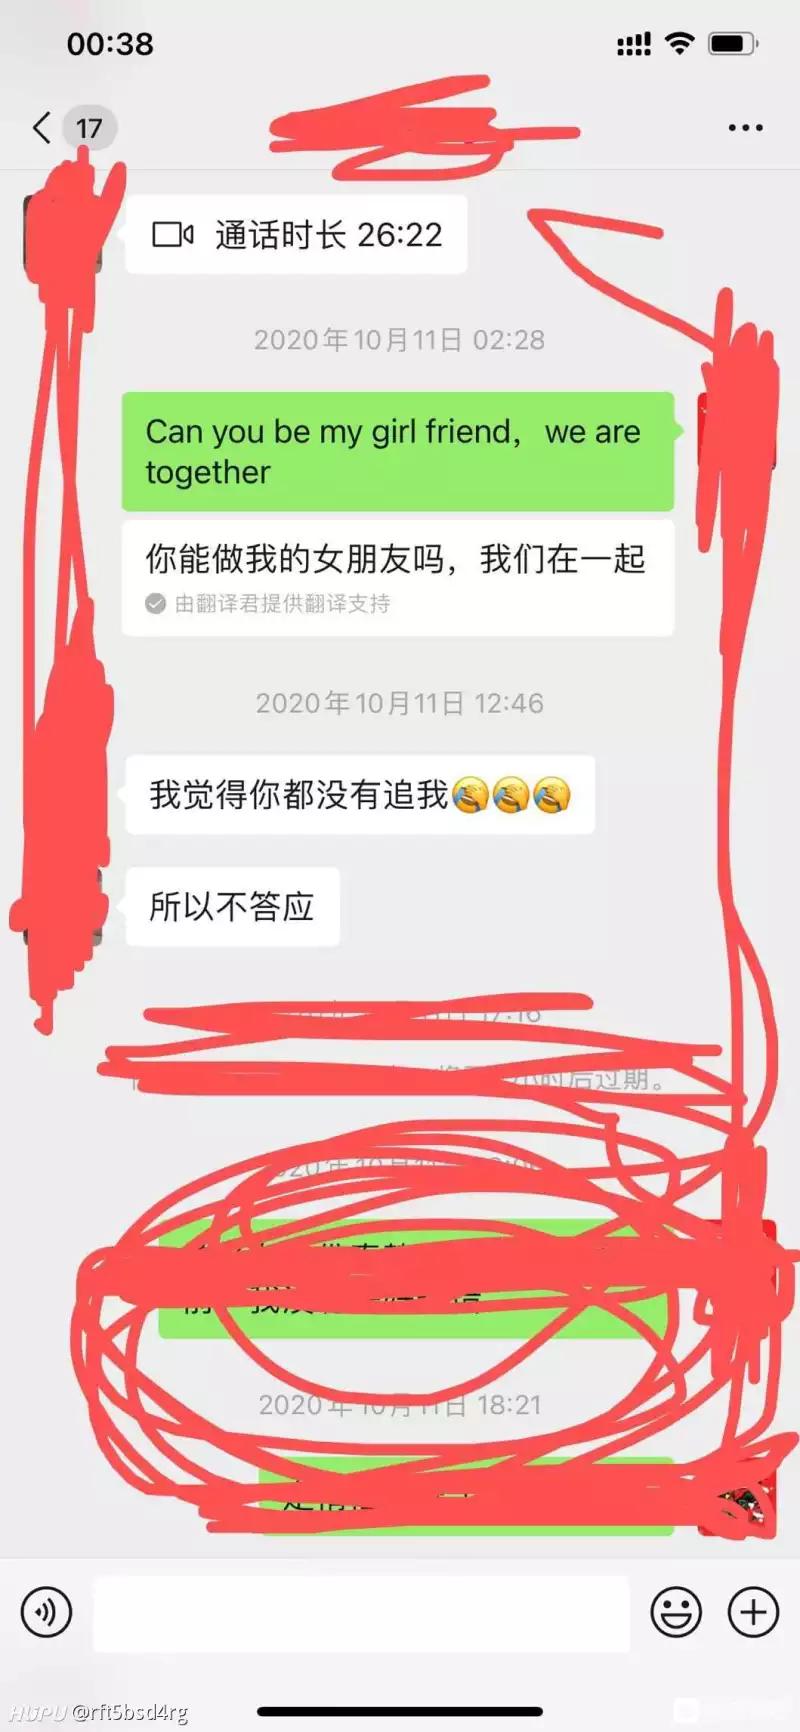 00:38
17
通话时长 26:22
2020年10月11日 02:28
Can you be my girl friend，we are
together
你能做我的女朋友吗，我们在一起
由翻译君提供翻译支持
2020年10月11日 12:46
我觉得你都没有追我🤦🤦🤦
所以不答应
小时后过期。
2020年10月11日 18:21
HUPU @rft5bsd4rg